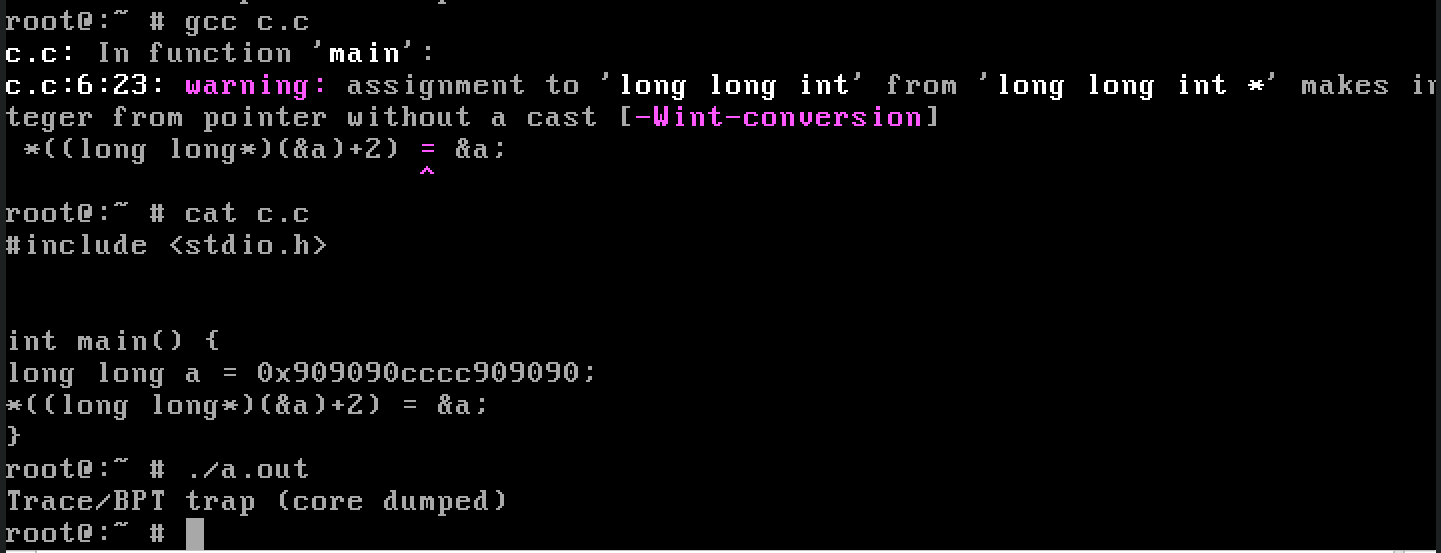 root@:~ # gcc c.c
c.c: In function 'main':
c.c:6:23: warning: assignment to 'long long int' from 'long long int *' makes in
teger from pointer without a cast [-Wint-conversion]
 *((long long*)(&a)+2) = &a;
                       ^
root@:~ # cat c.c
#include <stdio.h>
int main() {
long long a = 0x909090cccc909090;
*((long long*)(&a)+2) = &a;
}
root@:~ # ./a.out
Trace/BPT trap (core dumped)
root@:~ #